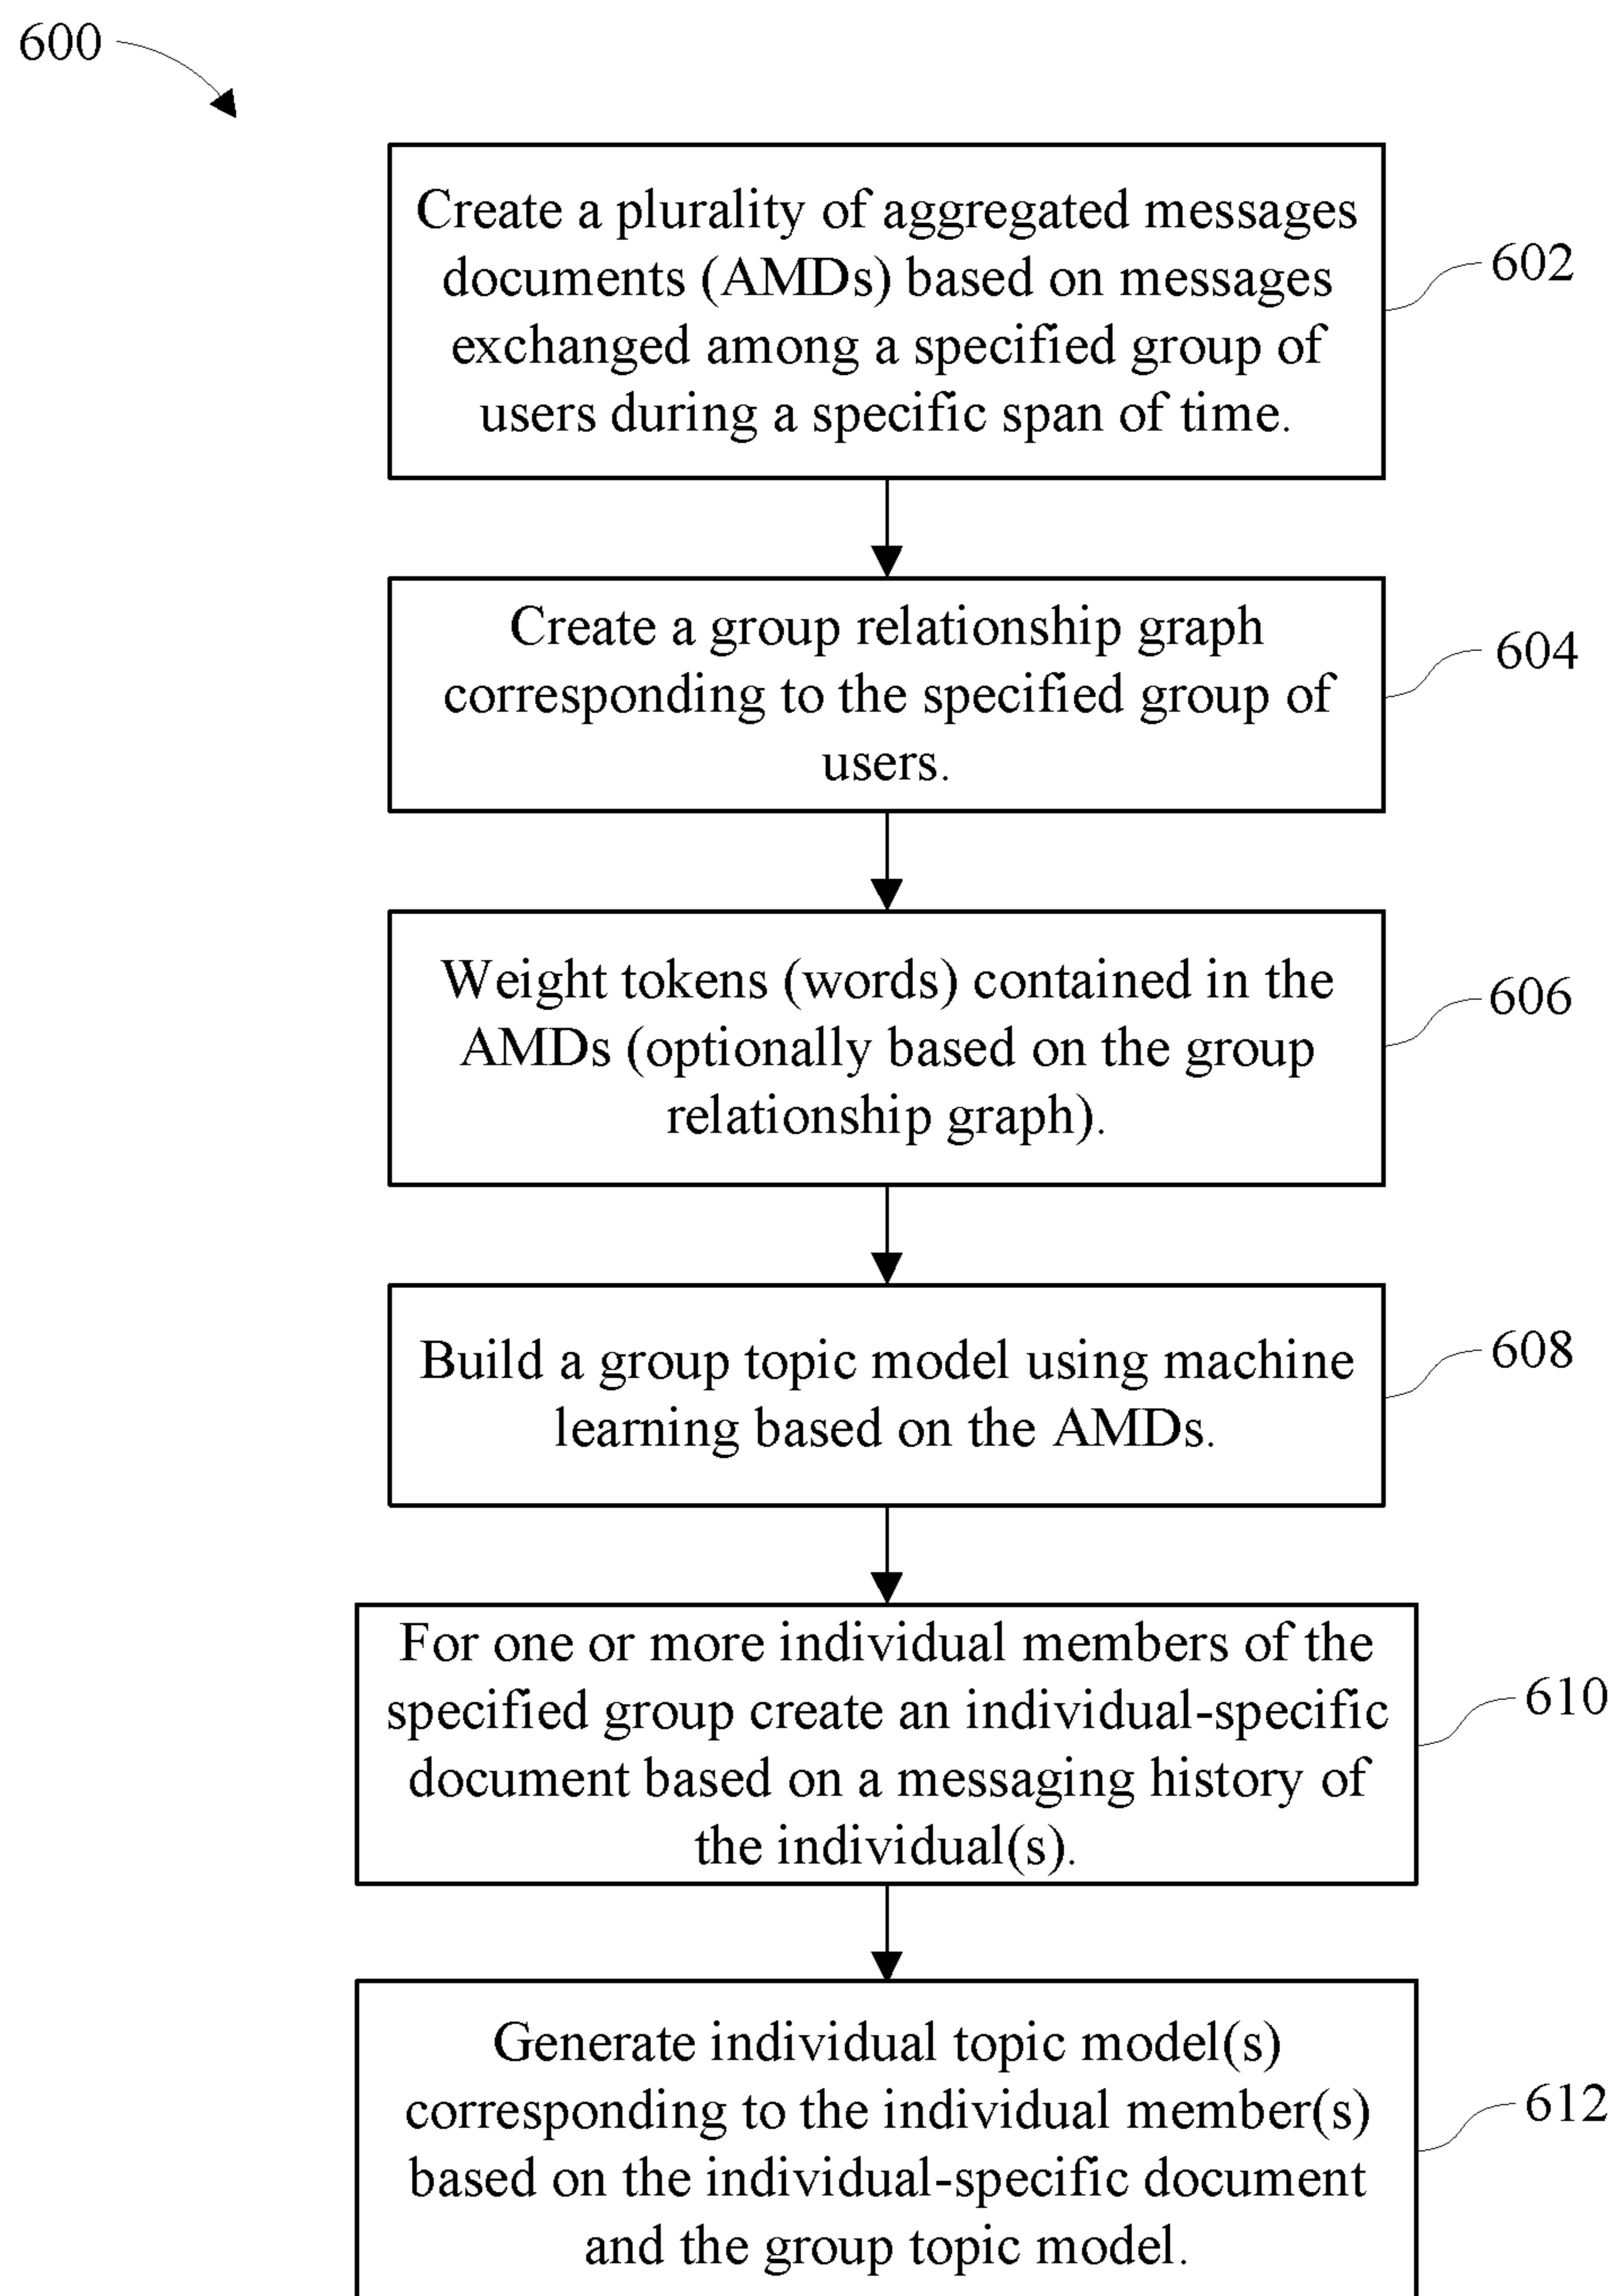 600
Create a plurality of aggregated messages
documents (AMDs) based on messages
exchanged among a specified group of
users during a specific span of time.
602
Create a group relationship graph
corresponding to the specified group of
users.
604
Weight tokens (words) contained in the
AMDs (optionally based on the group
relationship graph).
606
Build a group topic model using machine
learning based on the AMDs.
608
For one or more individual members of the
specified group create an individual-specific
document based on a messaging history of
the individual(s).
610
Generate individual topic model(s)
corresponding to the individual member(s)
based on the individual-specific document
and the group topic model.
612